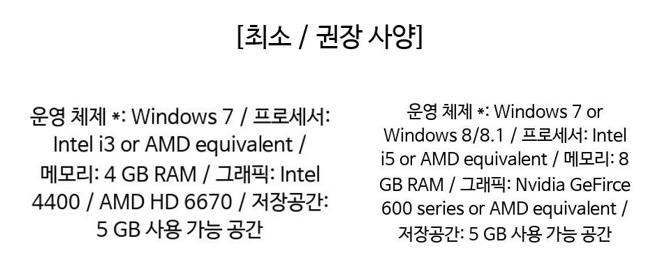 [최소 / 권장 사양]
운영 체제 *: Windows 7 / 프로세서:
Intel i3 or AMD equivalent /
메모리: 4 GB RAM / 그래픽: Intel
4400 / AMD HD 6670 / 저장공간:
5 GB 사용 가능 공간
운영 체제 *: Windows 7 or
Windows 8/8.1 / 프로세서: Intel
i5 or AMD equivalent / 메모리: 8
GB RAM / 그래픽: Nvidia GeFirce
600 series or AMD equivalent /
저장공간: 5 GB 사용 가능 공간